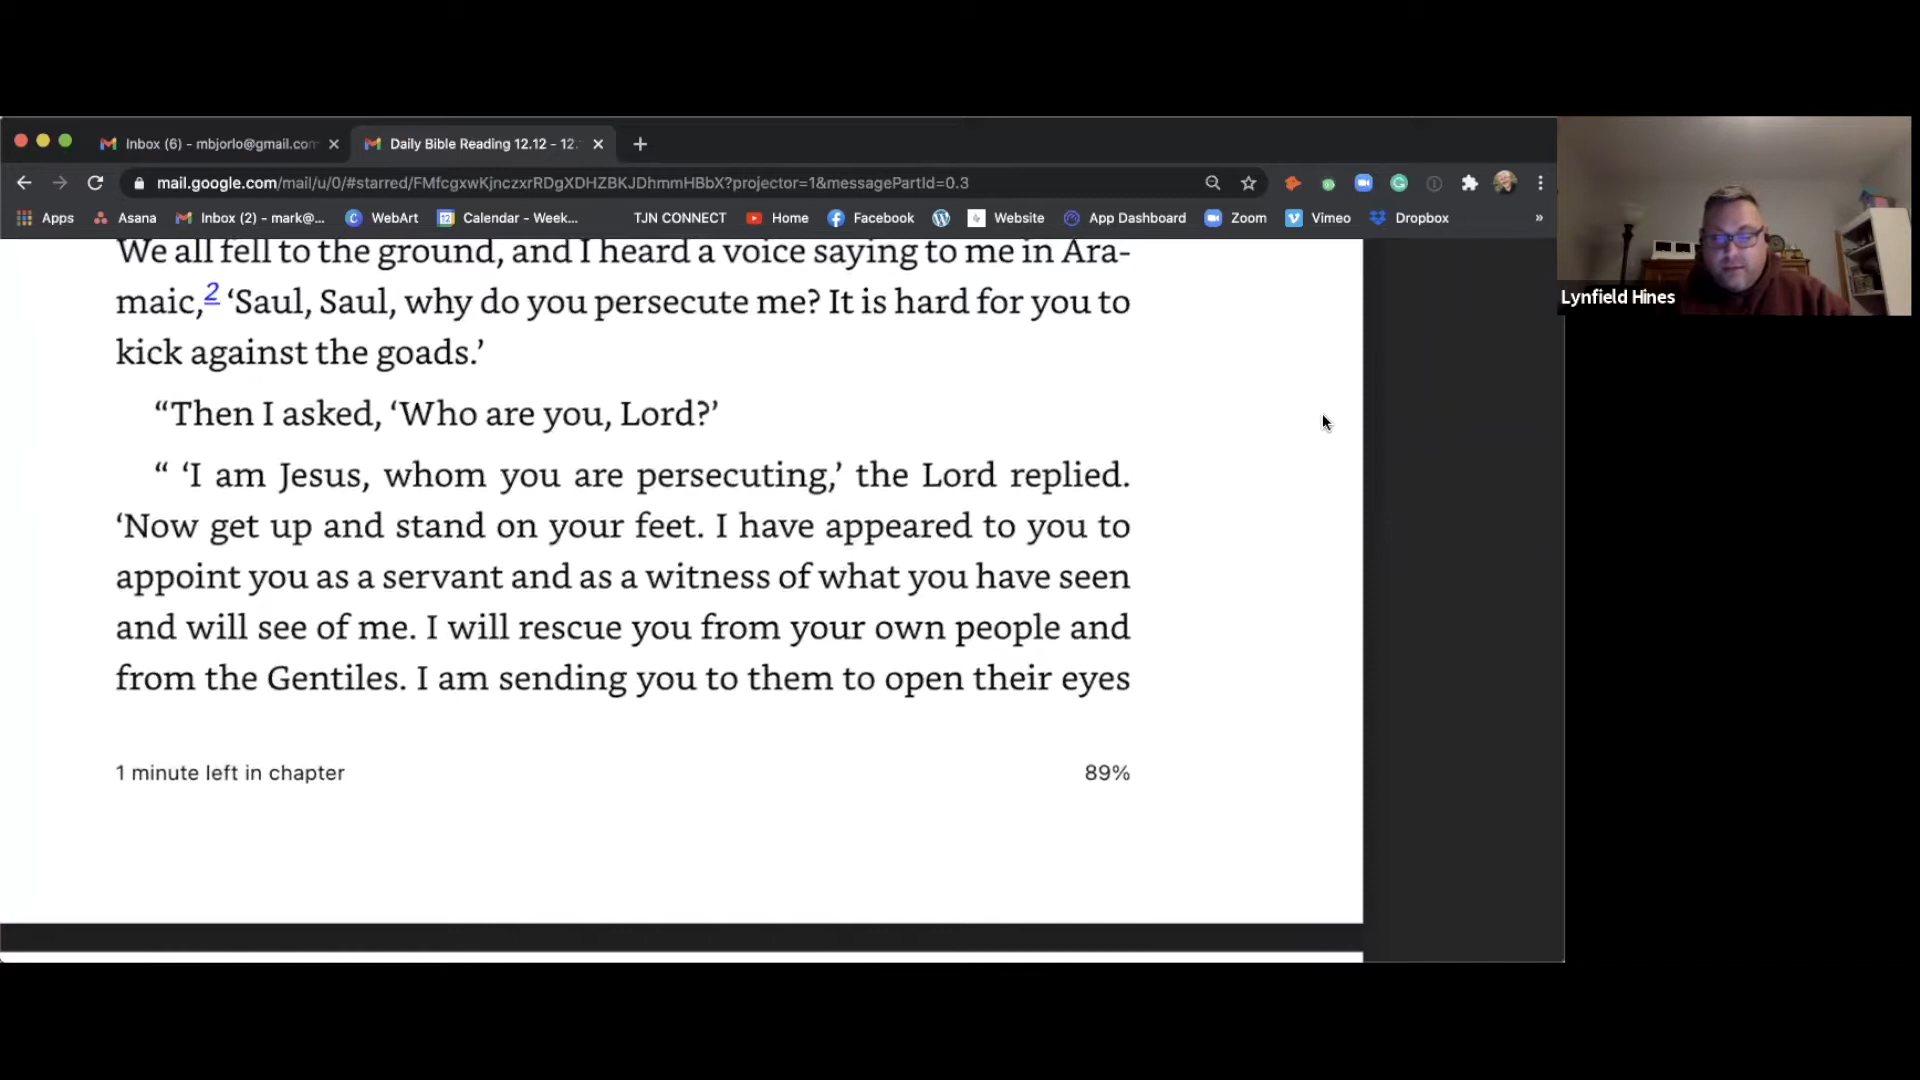 Inbox (6) - mbjorlo@gmail.com
Daily Bible Reading 12.12 - 12.
mail.google.com/mail/u/0/#starred/FMfcgxwKjnczxrRDgXDHZBKJDhmmHBbX?projector=1&messagePartId=0.3
Apps Asana Inbox (2) - mark@... WebArt Calendar - Week... TJN CONNECT Home Facebook Website App Dashboard Zoom Vimeo Dropbox »
We all fell to the ground, and I heard a voice saying to me in Ara-
maic,2 ‘Saul, Saul, why do you persecute me? It is hard for you to
kick against the goads.’
“Then I asked, ‘Who are you, Lord?’
“ ‘I am Jesus, whom you are persecuting,’ the Lord replied.
‘Now get up and stand on your feet. I have appeared to you to
appoint you as a servant and as a witness of what you have seen
and will see of me. I will rescue you from your own people and
from the Gentiles. I am sending you to them to open their eyes
1 minute left in chapter 89%
Lynfield Hines